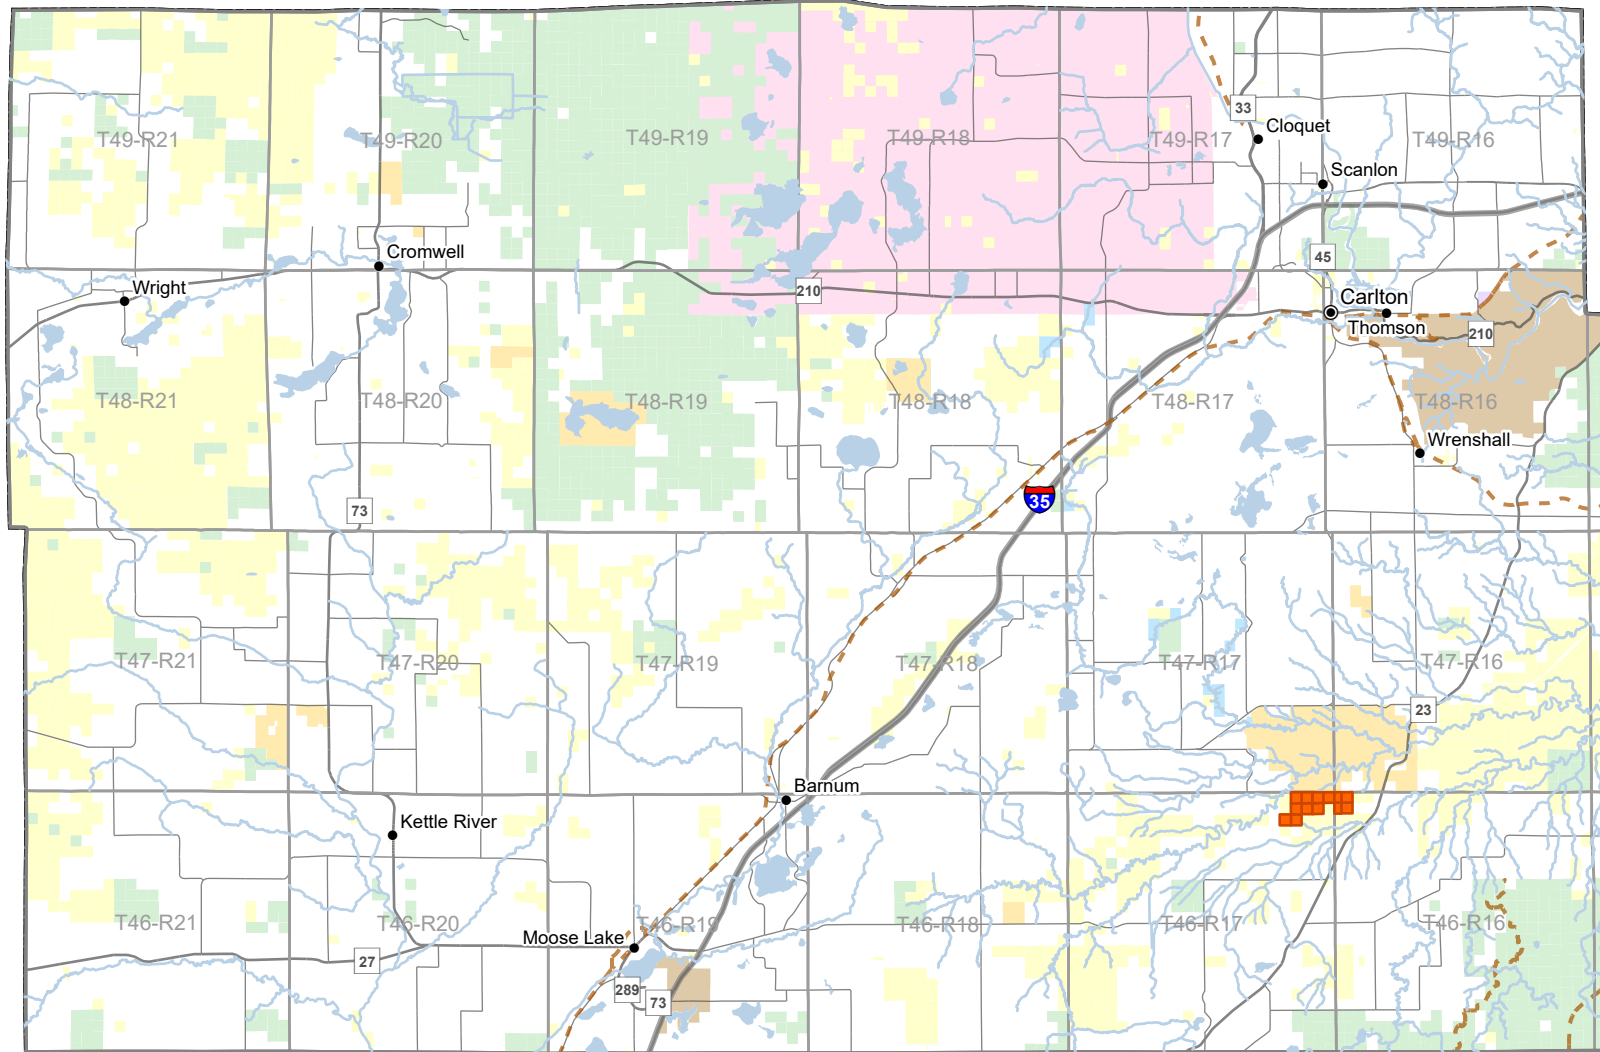 33
Cloquet
T49-R21
T49-R20
T49-R19
T49-R18
T49-R17
T49-R16
Scanlon
Cromwell
45
Wright
210
Carlton
Thomson
210
T48-R21
T48-R20
T48-R19
T48-R18
T48-R17
T48-R16
Wrenshall
35
73
T47-R21
T47-R20
T47-R19
T47-R18
T47-R17
T47-R16
23
Barnum
Kettle River
T46-R21
T46-R20
T46-R19
T46-R18
T46-R17
T46-R16
Moose Lake
27
289
73